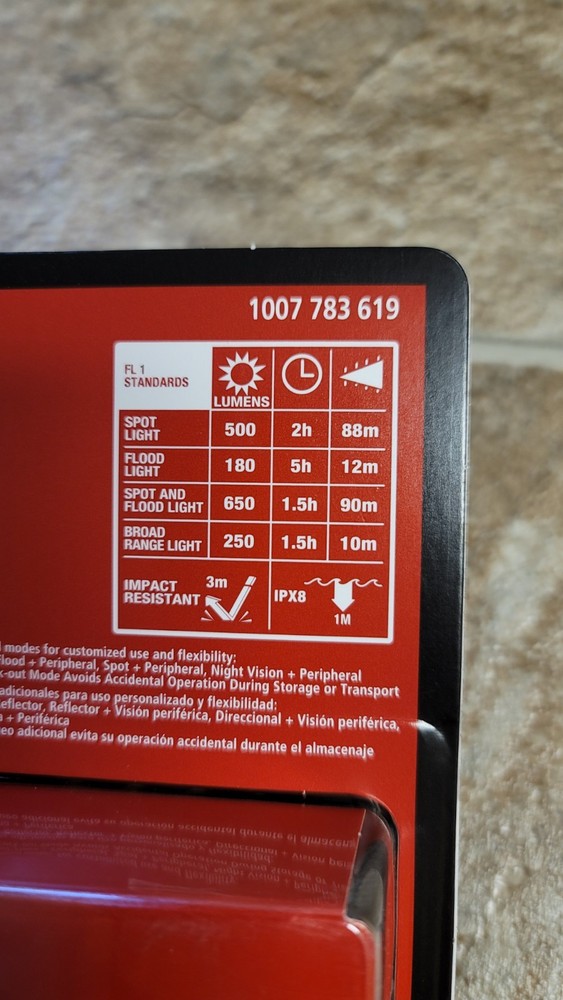 1007 783 619
FL 1
STANDARDS
LUMENS
SPOT
LIGHT 500 2h 88m
FLOOD
LIGHT 180 5h 12m
SPOT AND
FLOOD LIGHT 650 1.5h 90m
BROAD
RANGE LIGHT 250 1.5h 10m
IMPACT
RESISTANT 3m IPX8 1M
modes for customized use and flexibility:
Flood + Peripheral, Spot + Peripheral, Night Vision + Peripheral
k-out Mode Avoids Accidental Operation During Storage or Transport
adicionales para uso personalizado y flexibilidad:
eflector, Reflector + Visión periférica, Direccional + Visión periférica,
+ Periférica
eo adicional evita su operación accidental durante el almacenaje